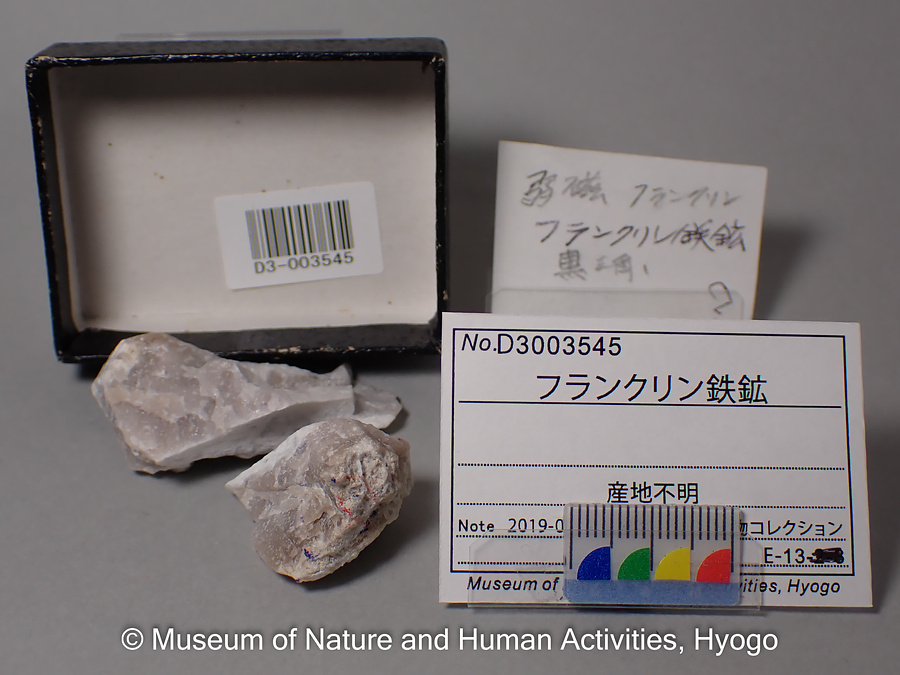 D3-003545
弱磁 フランクリン
フランクリン鉄鉱
?
No.D3003545
フランクリン鉄鉱
産地不明
Note 2019-0
物コレクション
E-13-
Museum of
ities, Hyogo
© Museum of Nature and Human Activities, Hyogo